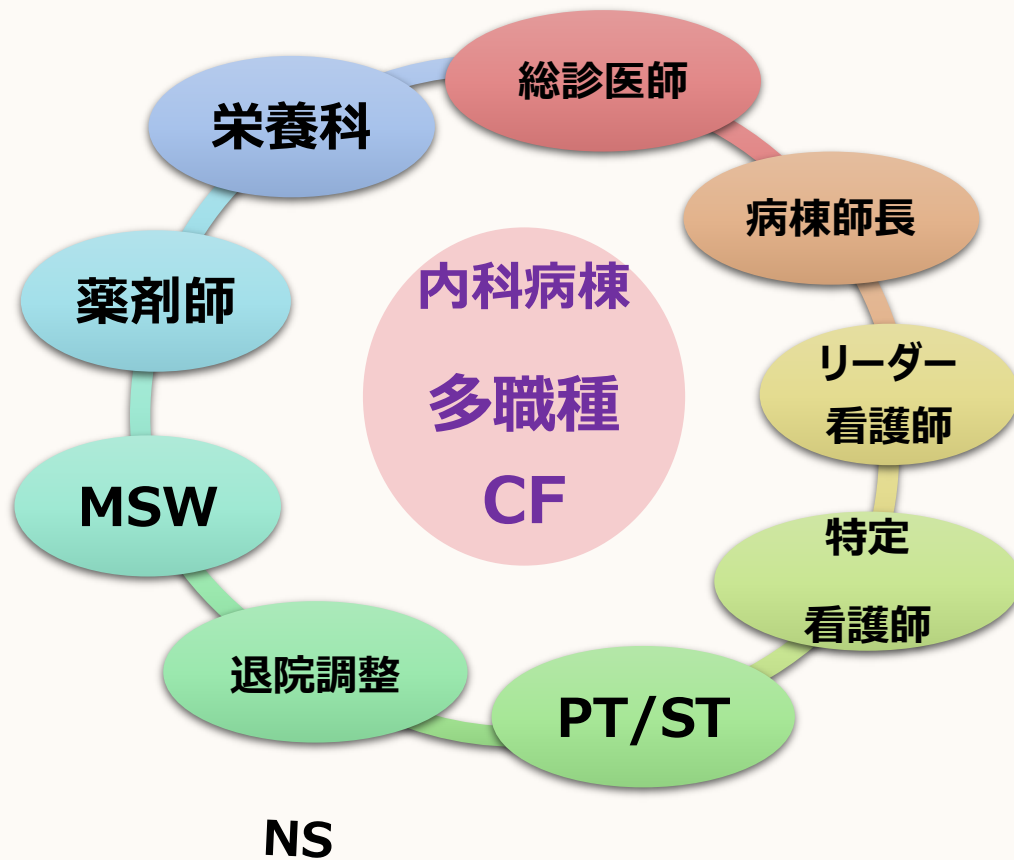 内科病棟
多職種
CF
総診医師
病棟師長
リーダー
看護師
特定
看護師
PT/ST
退院調整
NS
MSW
薬剤師
栄養科